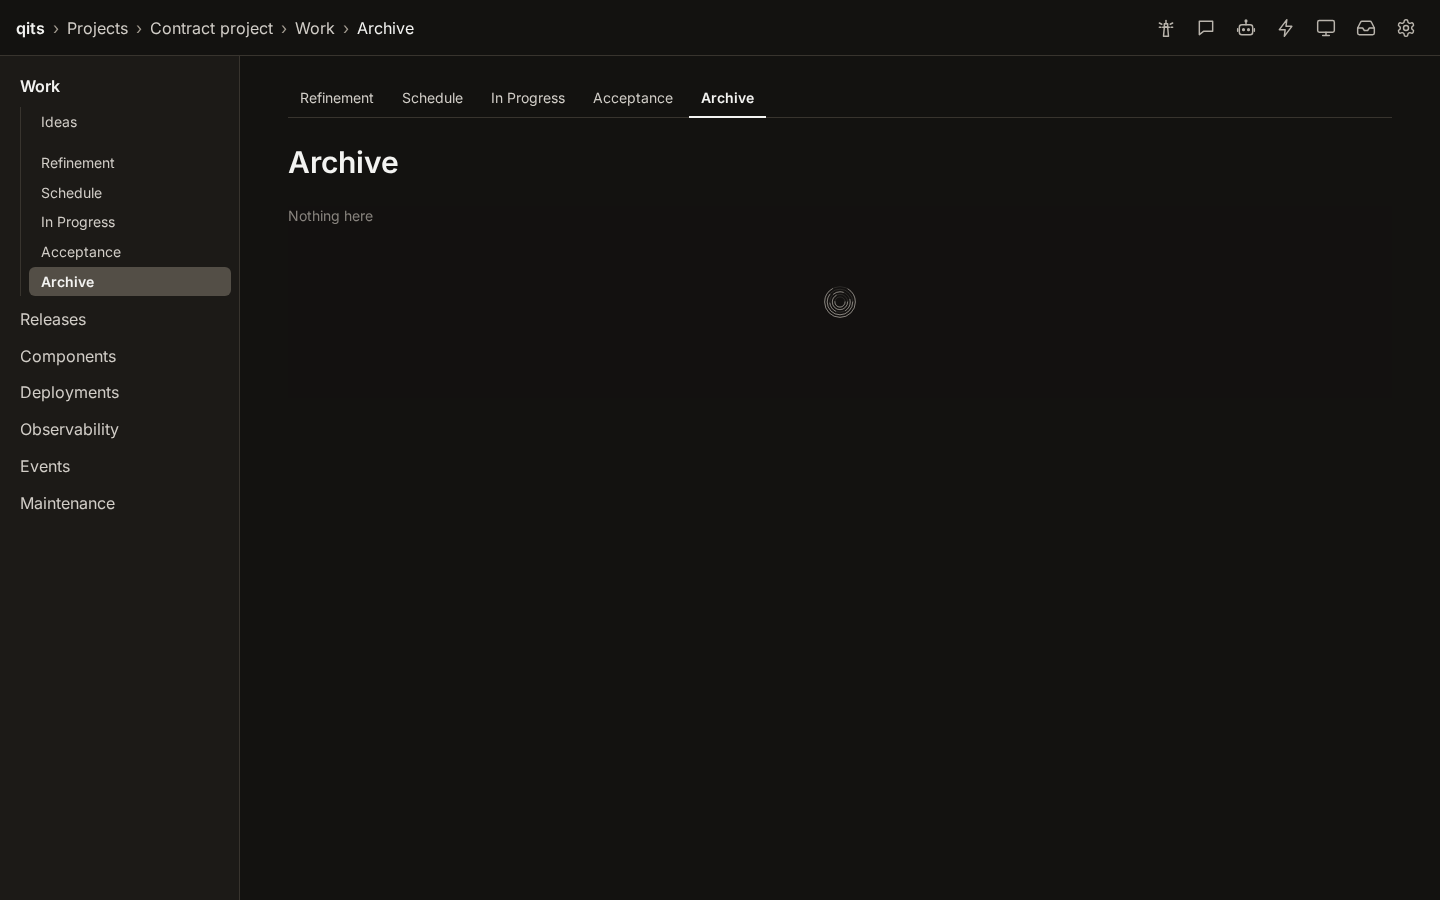 qits › Projects › Contract project › Work › Archive
Work
Ideas
Refinement
Schedule
In Progress
Acceptance
Archive
Releases
Components
Deployments
Observability
Events
Maintenance
Refinement Schedule In Progress Acceptance Archive
Archive
Nothing here